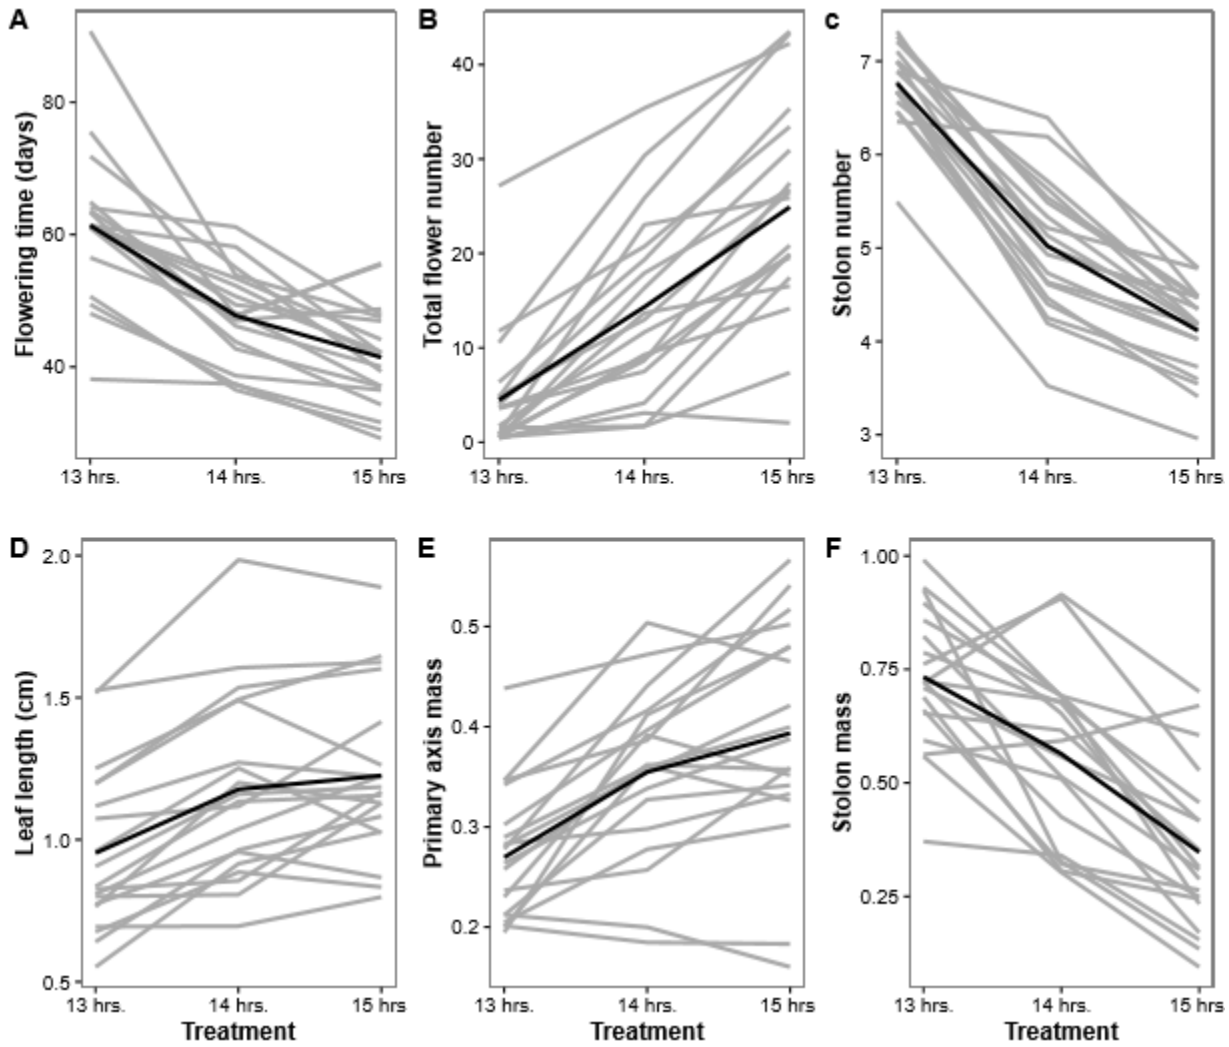 A
Flowering time (days)
80
60
40
13 hrs.
14 hrs.
15 hrs
B
Total flower number
40
30
20
10
0
13 hrs.
14 hrs.
15 hrs
c
Stolon number
7
6
5
4
3
13 hrs.
14 hrs.
15 hrs.
D
Leaf length (cm)
2.0
1.5
1.0
0.5
13 hrs.
14 hrs.
15 hrs
Treatment
E
Primary axis mass
0.5
0.4
0.3
0.2
13 hrs.
14 hrs.
15 hrs
Treatment
F
Stolon mass
1.00
0.75
0.50
0.25
13 hrs.
14 hrs.
15 hrs
Treatment